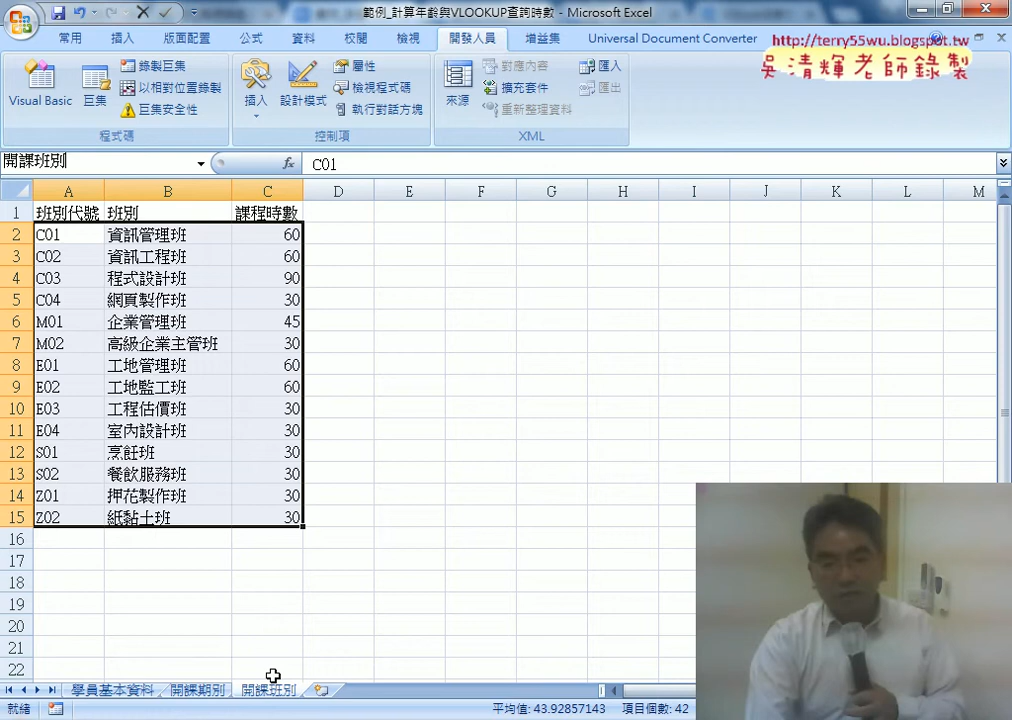 範例_計算年齡與VLOOKUP查詢時數 - Microsoft Excel
常用 插入 版面配置 公式 資料 校閱 檢視 開發人員 增益集 Universal Document Converter
http://terry55wu.blogspot.tw
吳清輝老師錄製
Visual Basic 巨集 錄製巨集 以相對位置錄製 巨集安全性
程式碼
插入 設計模式 屬性 檢視程式碼 執行對話方塊
控制項
來源 對應內容 擴充套件 重新整理資料 匯入 匯出
XML
開課班別 fx C01
A B C D E F G H I J K L M
1 班別代號 班別 課程時數
2 C01 資訊管理班 60
3 C02 資訊工程班 60
4 C03 程式設計班 90
5 C04 網頁製作班 30
6 M01 企業管理班 45
7 M02 高級企業主管班 30
8 E01 工地管理班 60
9 E02 工地監工班 60
10 E03 工程估價班 30
11 E04 室內設計班 30
12 S01 烹飪班 30
13 S02 餐飲服務班 30
14 Z01 押花製作班 30
15 Z02 紙黏土班 30
16
17
18
19
20
21
22
學員基本資料 開課期別 開課班別
就緒 平均值: 43.92857143 項目個數: 42